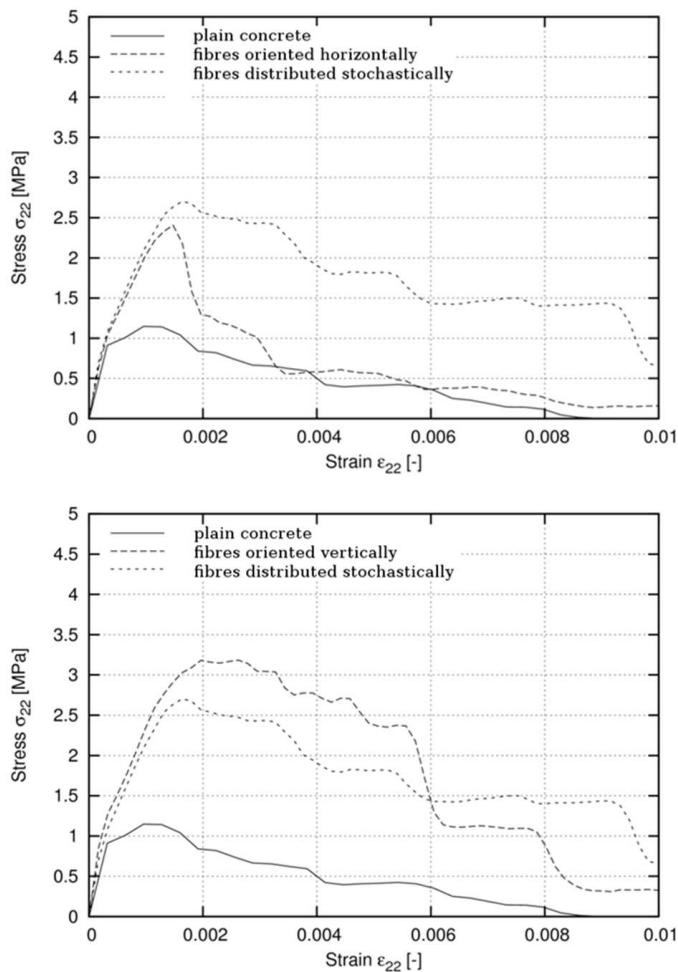 5
4.5
4
3.5
3
2.5
2
1.5
1
0.5
0
Stress σ22 [MPa]
plain concrete
fibres oriented horizontally
fibres distributed stochastically
0 0.002 0.004 0.006 0.008 0.01
Strain ε22 [-]
5
4.5
4
3.5
3
2.5
2
1.5
1
0.5
0
Stress σ22 [MPa]
plain concrete
fibres oriented vertically
fibres distributed stochastically
0 0.002 0.004 0.006 0.008 0.01
Strain ε22 [-]